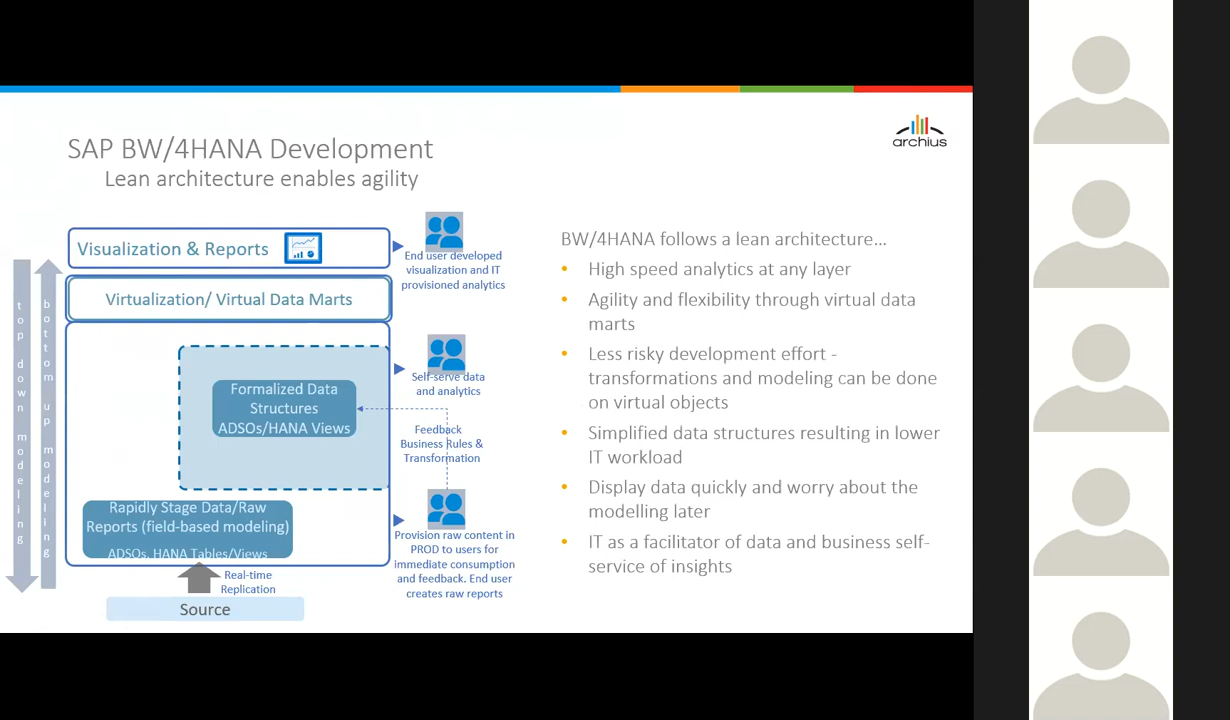 archius
SAP BW/4HANA Development
Lean architecture enables agility
Visualization & Reports
End user developed
visualization and IT
provisioned analytics
Virtualization/ Virtual Data Marts
top down modeling
bottom up modeling
Formalized Data
Structures
ADSOs/HANA Views
Self-serve data
and analytics
Feedback
Business Rules &
Transformation
Rapidly Stage Data/Raw
Reports (field-based modeling)
ADSOs, HANA Tables/Views
Provision raw content in
PROD to users for
immediate consumption
and feedback. End user
creates raw reports
Real-time
Replication
Source
BW/4HANA follows a lean architecture...
• High speed analytics at any layer
• Agility and flexibility through virtual data
marts
• Less risky development effort -
transformations and modeling can be done
on virtual objects
• Simplified data structures resulting in lower
IT workload
• Display data quickly and worry about the
modelling later
• IT as a facilitator of data and business self-
service of insights